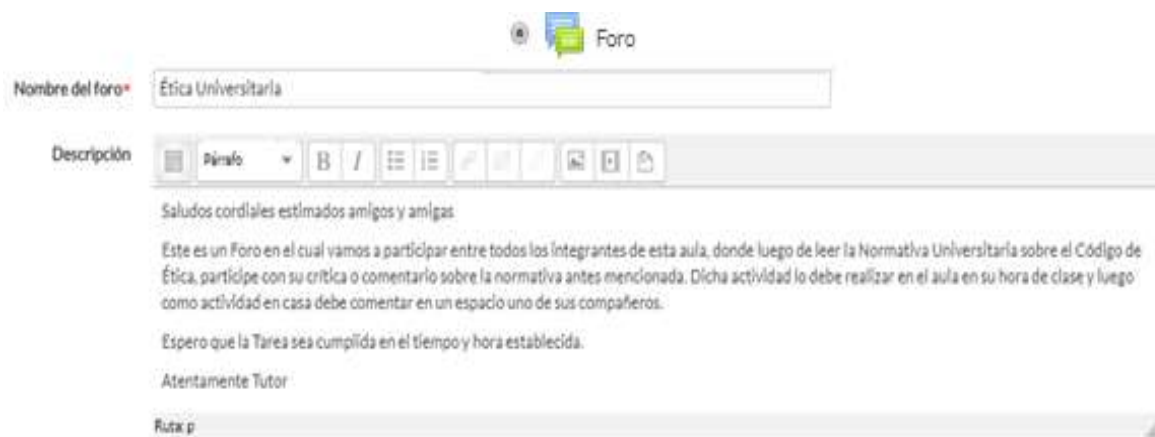 Foro
Nombre del foro*
Ética Universitaria
Descripción
Párrafo
B I
Saludos cordiales estimados amigos y amigas
Este es un Foro en el cual vamos a participar entre todos los integrantes de esta aula, donde luego de leer la Normativa Universitaria sobre el Código de
Ética, participe con su crítica o comentario sobre la normativa antes mencionada. Dicha actividad lo debe realizar en el aula en su hora de clase y luego
como actividad en casa debe comentar en un espacio uno de sus compañeros.
Espero que la Tarea sea cumplida en el tiempo y hora establecida.
Atentamente Tutor
Ruta: p